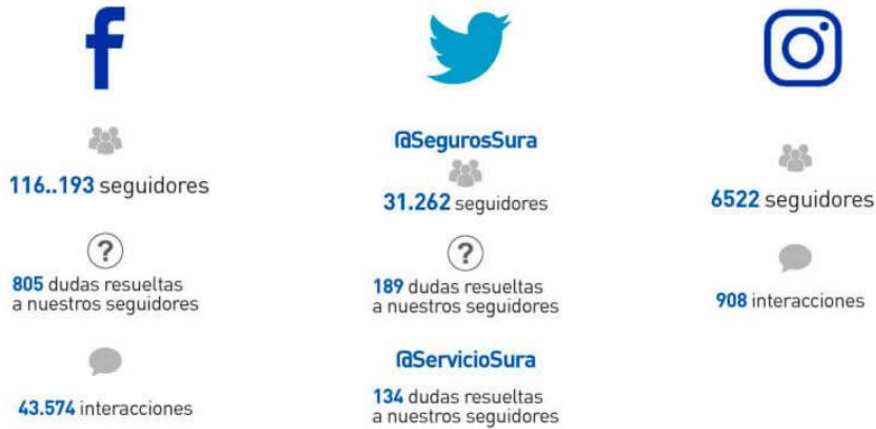 116..193 seguidores
805 dudas resueltas
a nuestros seguidores
43.574 interacciones
@SegurosSura
31.262 seguidores
189 dudas resueltas
a nuestros seguidores
@ServicioSura
134 dudas resueltas
a nuestros seguidores
6522 seguidores
908 interacciones